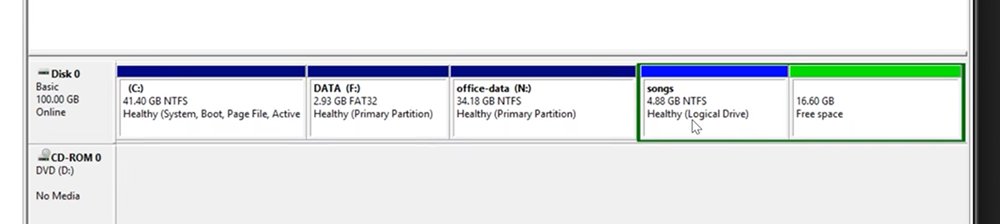 Disk 0
Basic
100.00 GB
Online
(C:)
41.40 GB NTFS
Healthy (System, Boot, Page File, Active
DATA (F:)
2.93 GB FAT32
Healthy (Primary Partition)
office-data (N:)
34.18 GB NTFS
Healthy (Primary Partition)
songs
4.88 GB NTFS
Healthy (Logical Drive)
16.60 GB
Free space
CD-ROM 0
DVD (D:)
No Media